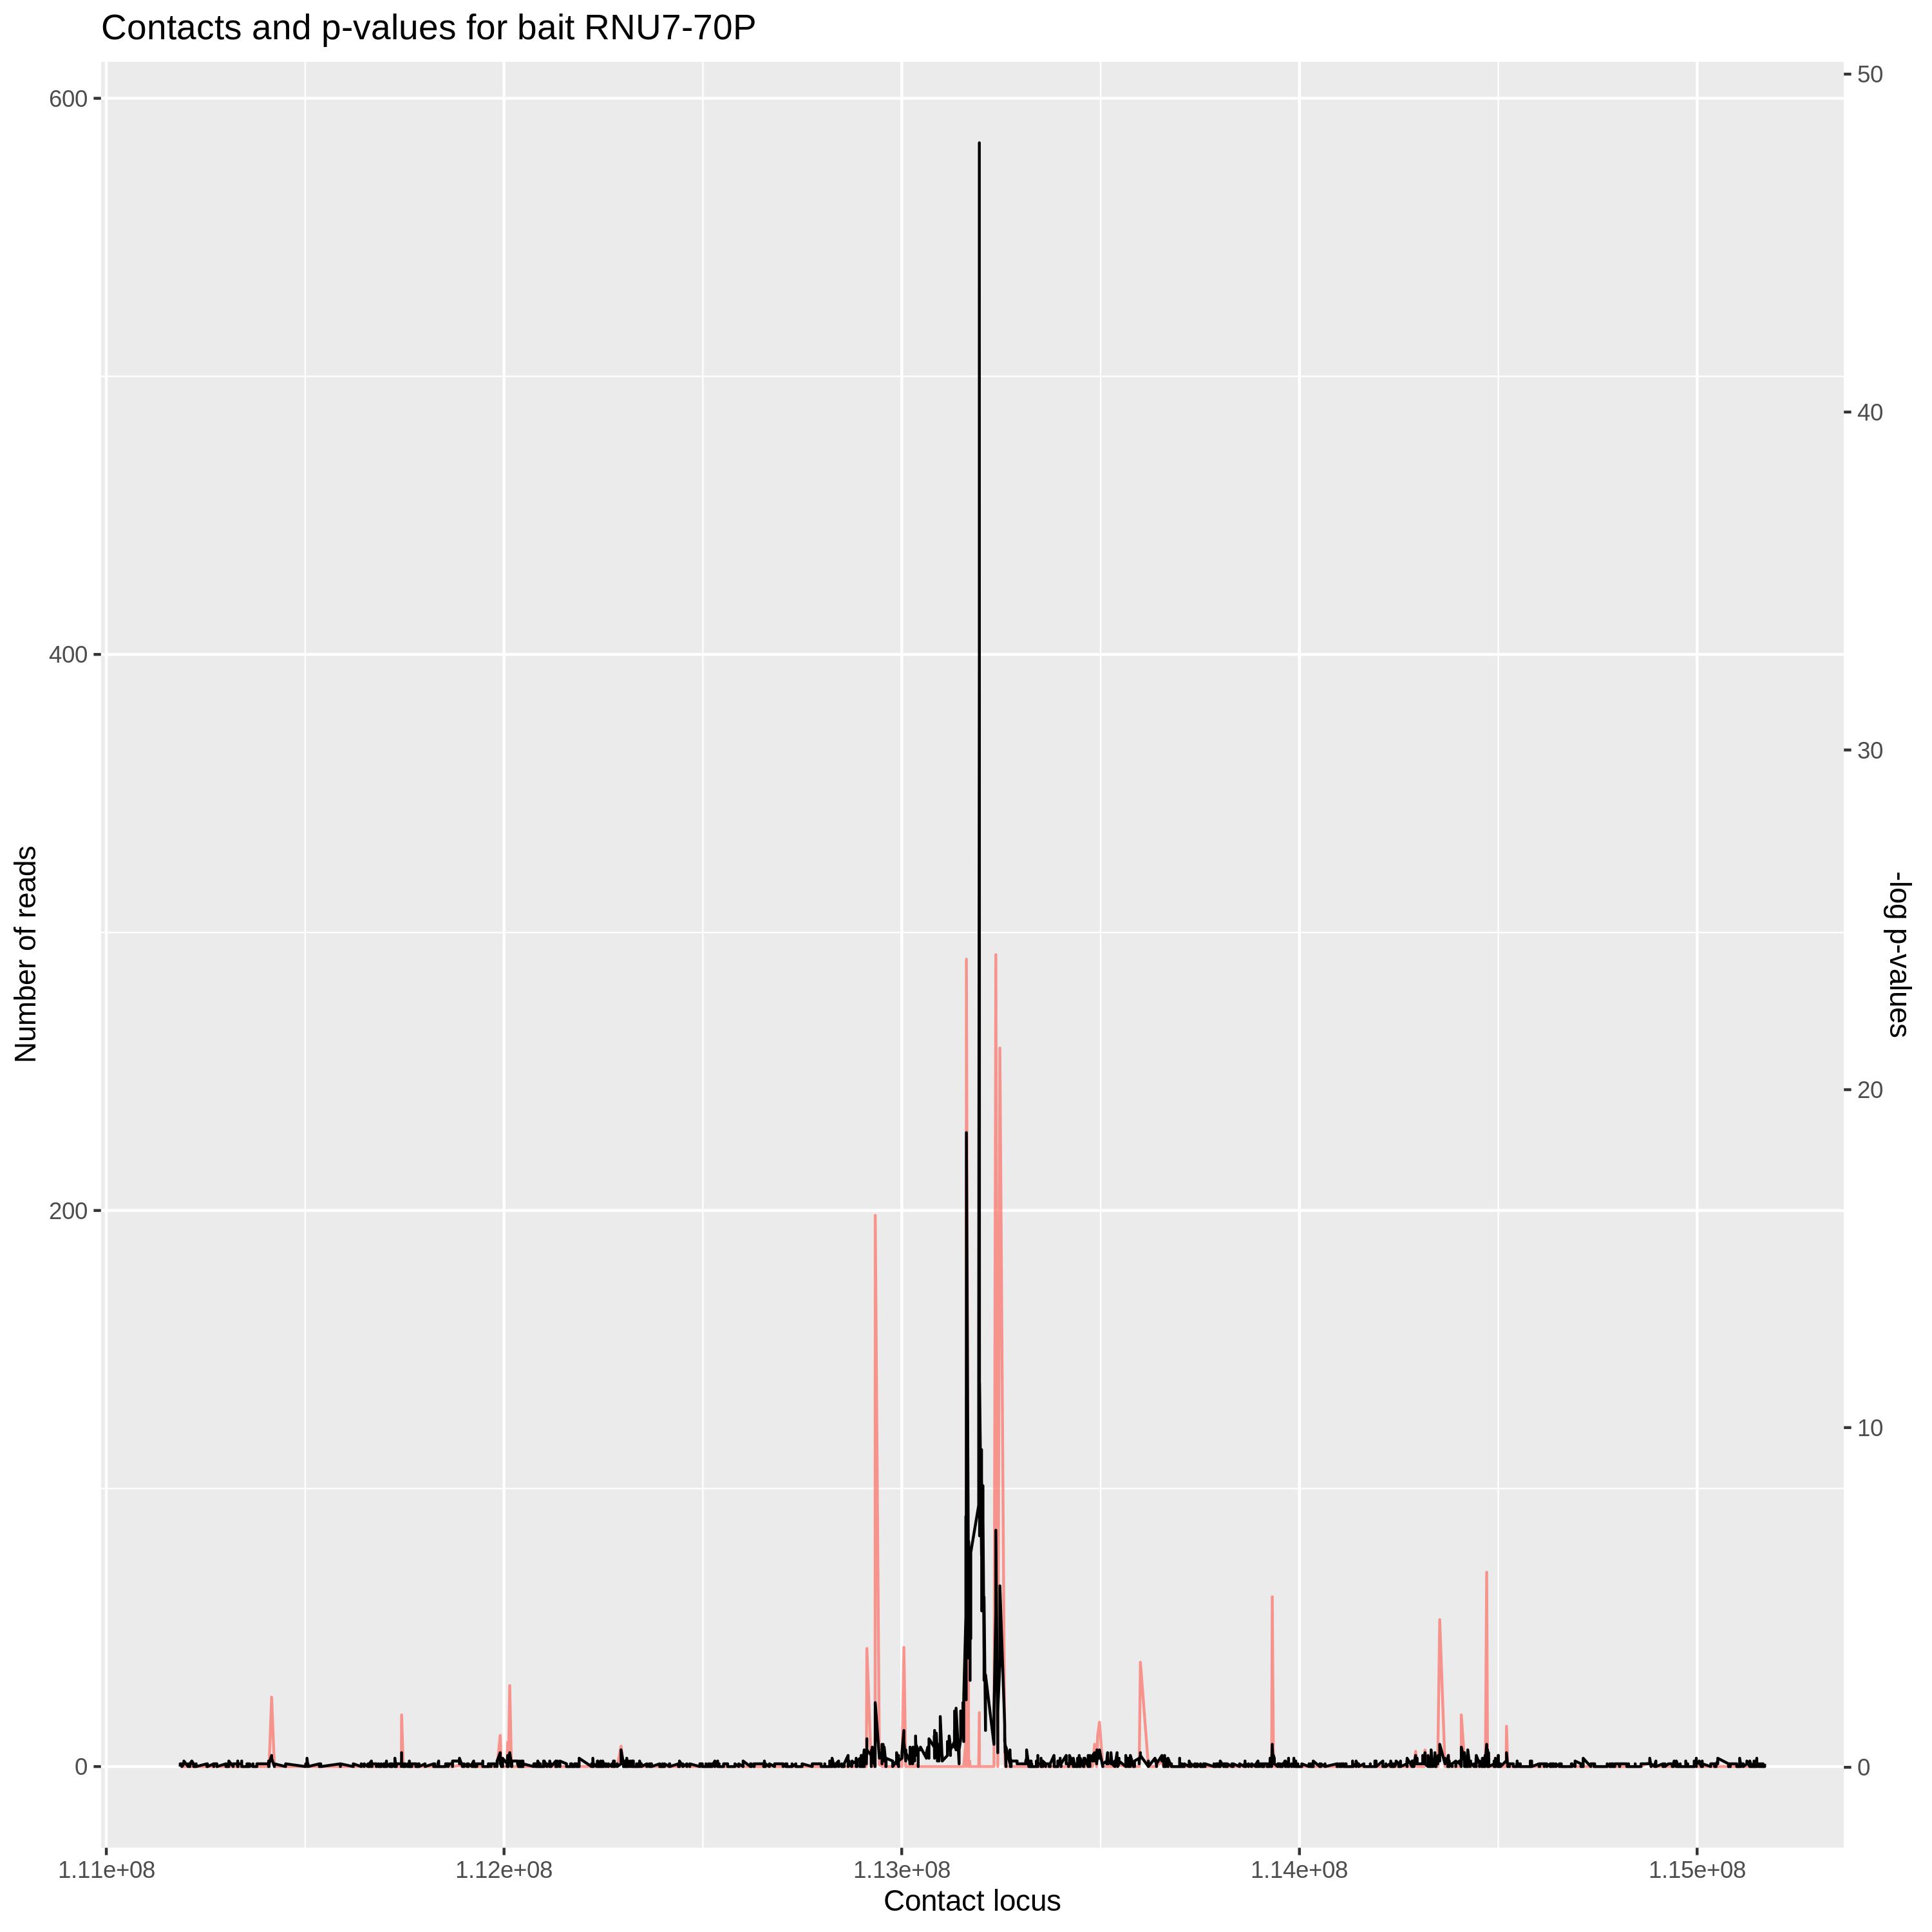 Contacts and p-values for bait RNU7-70P
Number of reads
600
400
200
0
50
40
30
20
10
0
-log p-values
1.11e+08
1.12e+08
1.13e+08
1.14e+08
1.15e+08
Contact locus